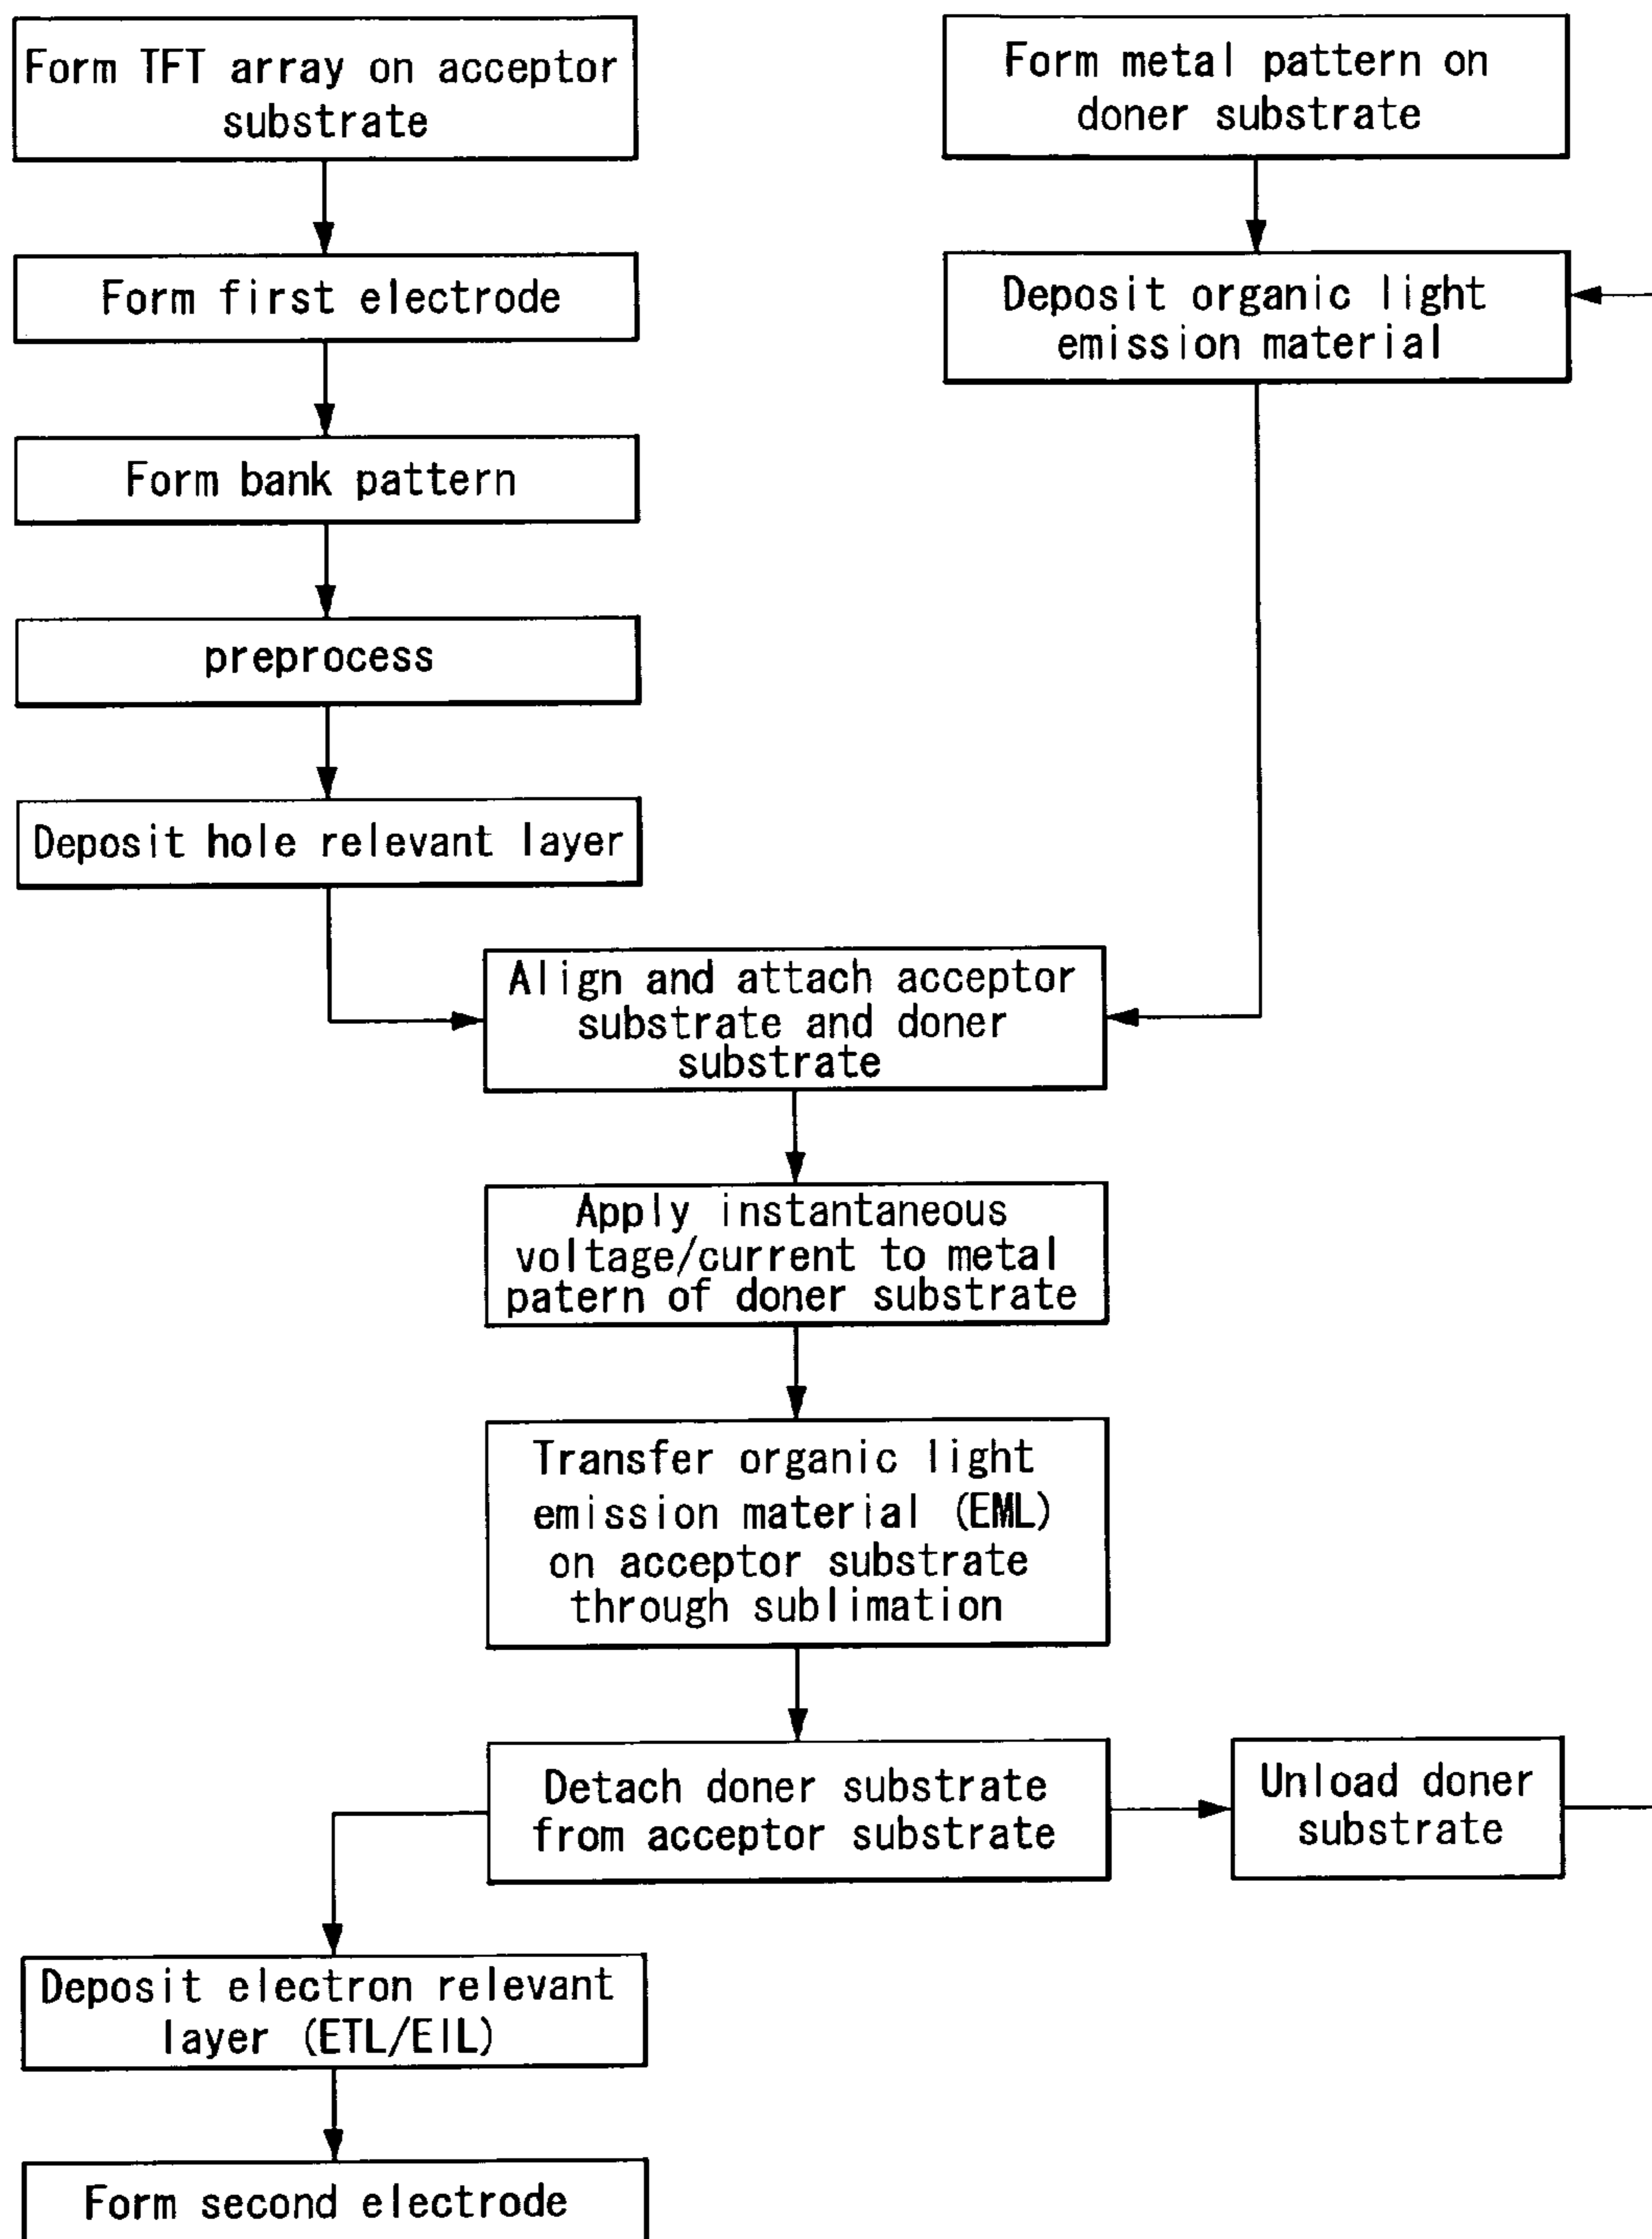 Form TFT array on acceptor
substrate
Form metal pattern on
doner substrate
Form first electrode
Deposit organic light
emission material
Form bank pattern
preprocess
Deposit hole relevant layer
Align and attach acceptor
substrate and doner
substrate
Apply instantaneous
voltage/current to metal
patern of doner substrate
Transfer organic light
emission material (EML)
on acceptor substrate
through sublimation
Detach doner substrate
from acceptor substrate
Unload doner
substrate
Deposit electron relevant
layer (ETL/EIL)
Form second electrode